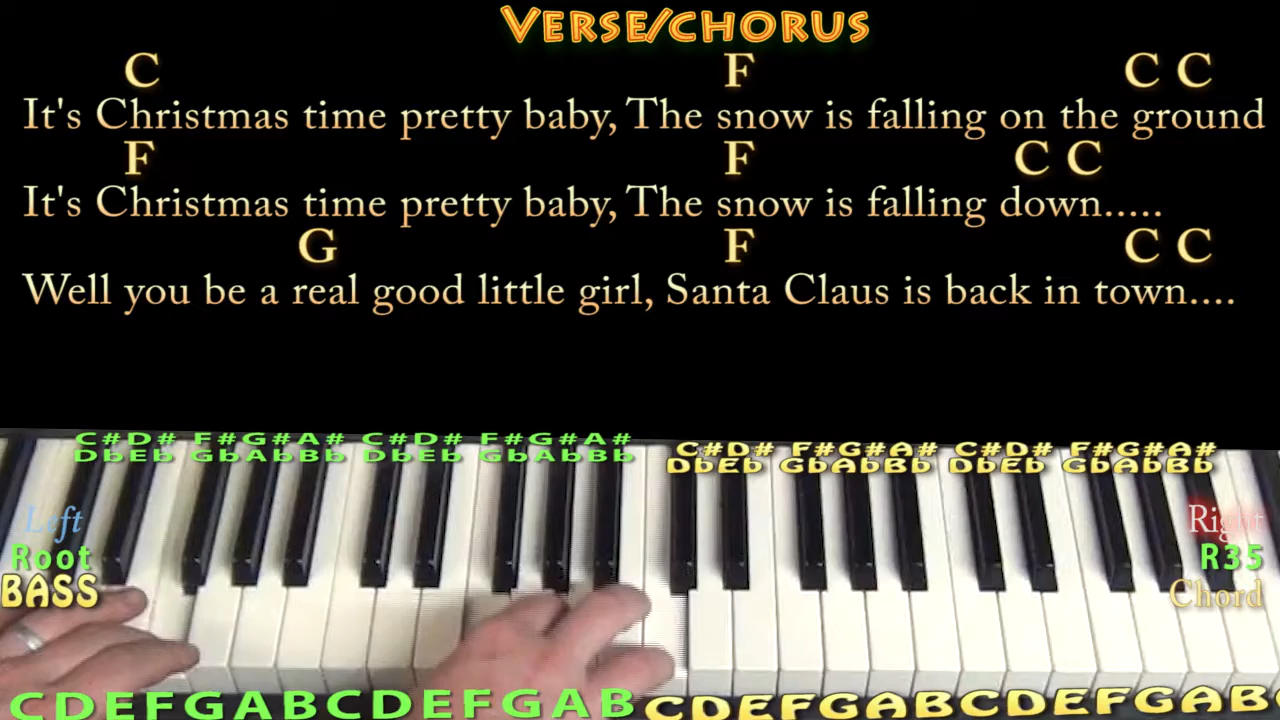 VERSE/CHORUS
C F C C
It's Christmas time pretty baby, The snow is falling on the ground
F F C C
It's Christmas time pretty baby, The snow is falling down.....
G F C C
Well you be a real good little girl, Santa Claus is back in town....
C#D# F#G#A# C#D# F#G#A# C#D# F#G#A# C#D# F#G#A#
DbEb GbAbBb DbEb GbAbBb DbEb GbAbBb DbEb GbAbBb
Left Right
Root R35
BASS Chord
CDEFGABCDEFGAB CDEFGABCDEFGAB